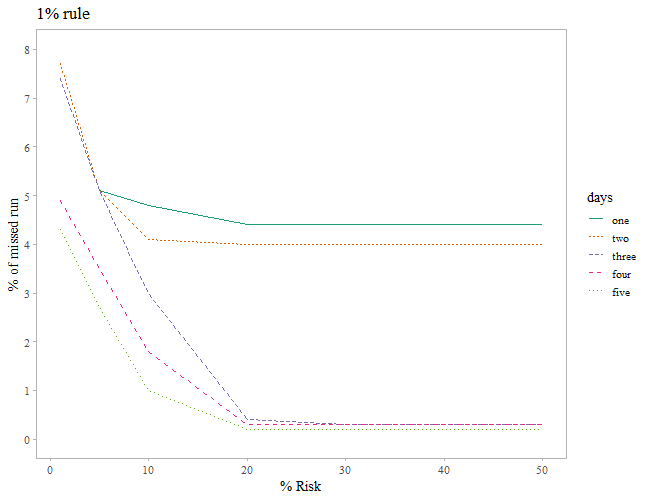 1% rule
% of missed run
8
7
6
5
4
3
2
1
0
0 10 20 30 40 50
% Risk
days
one
two
three
four
five